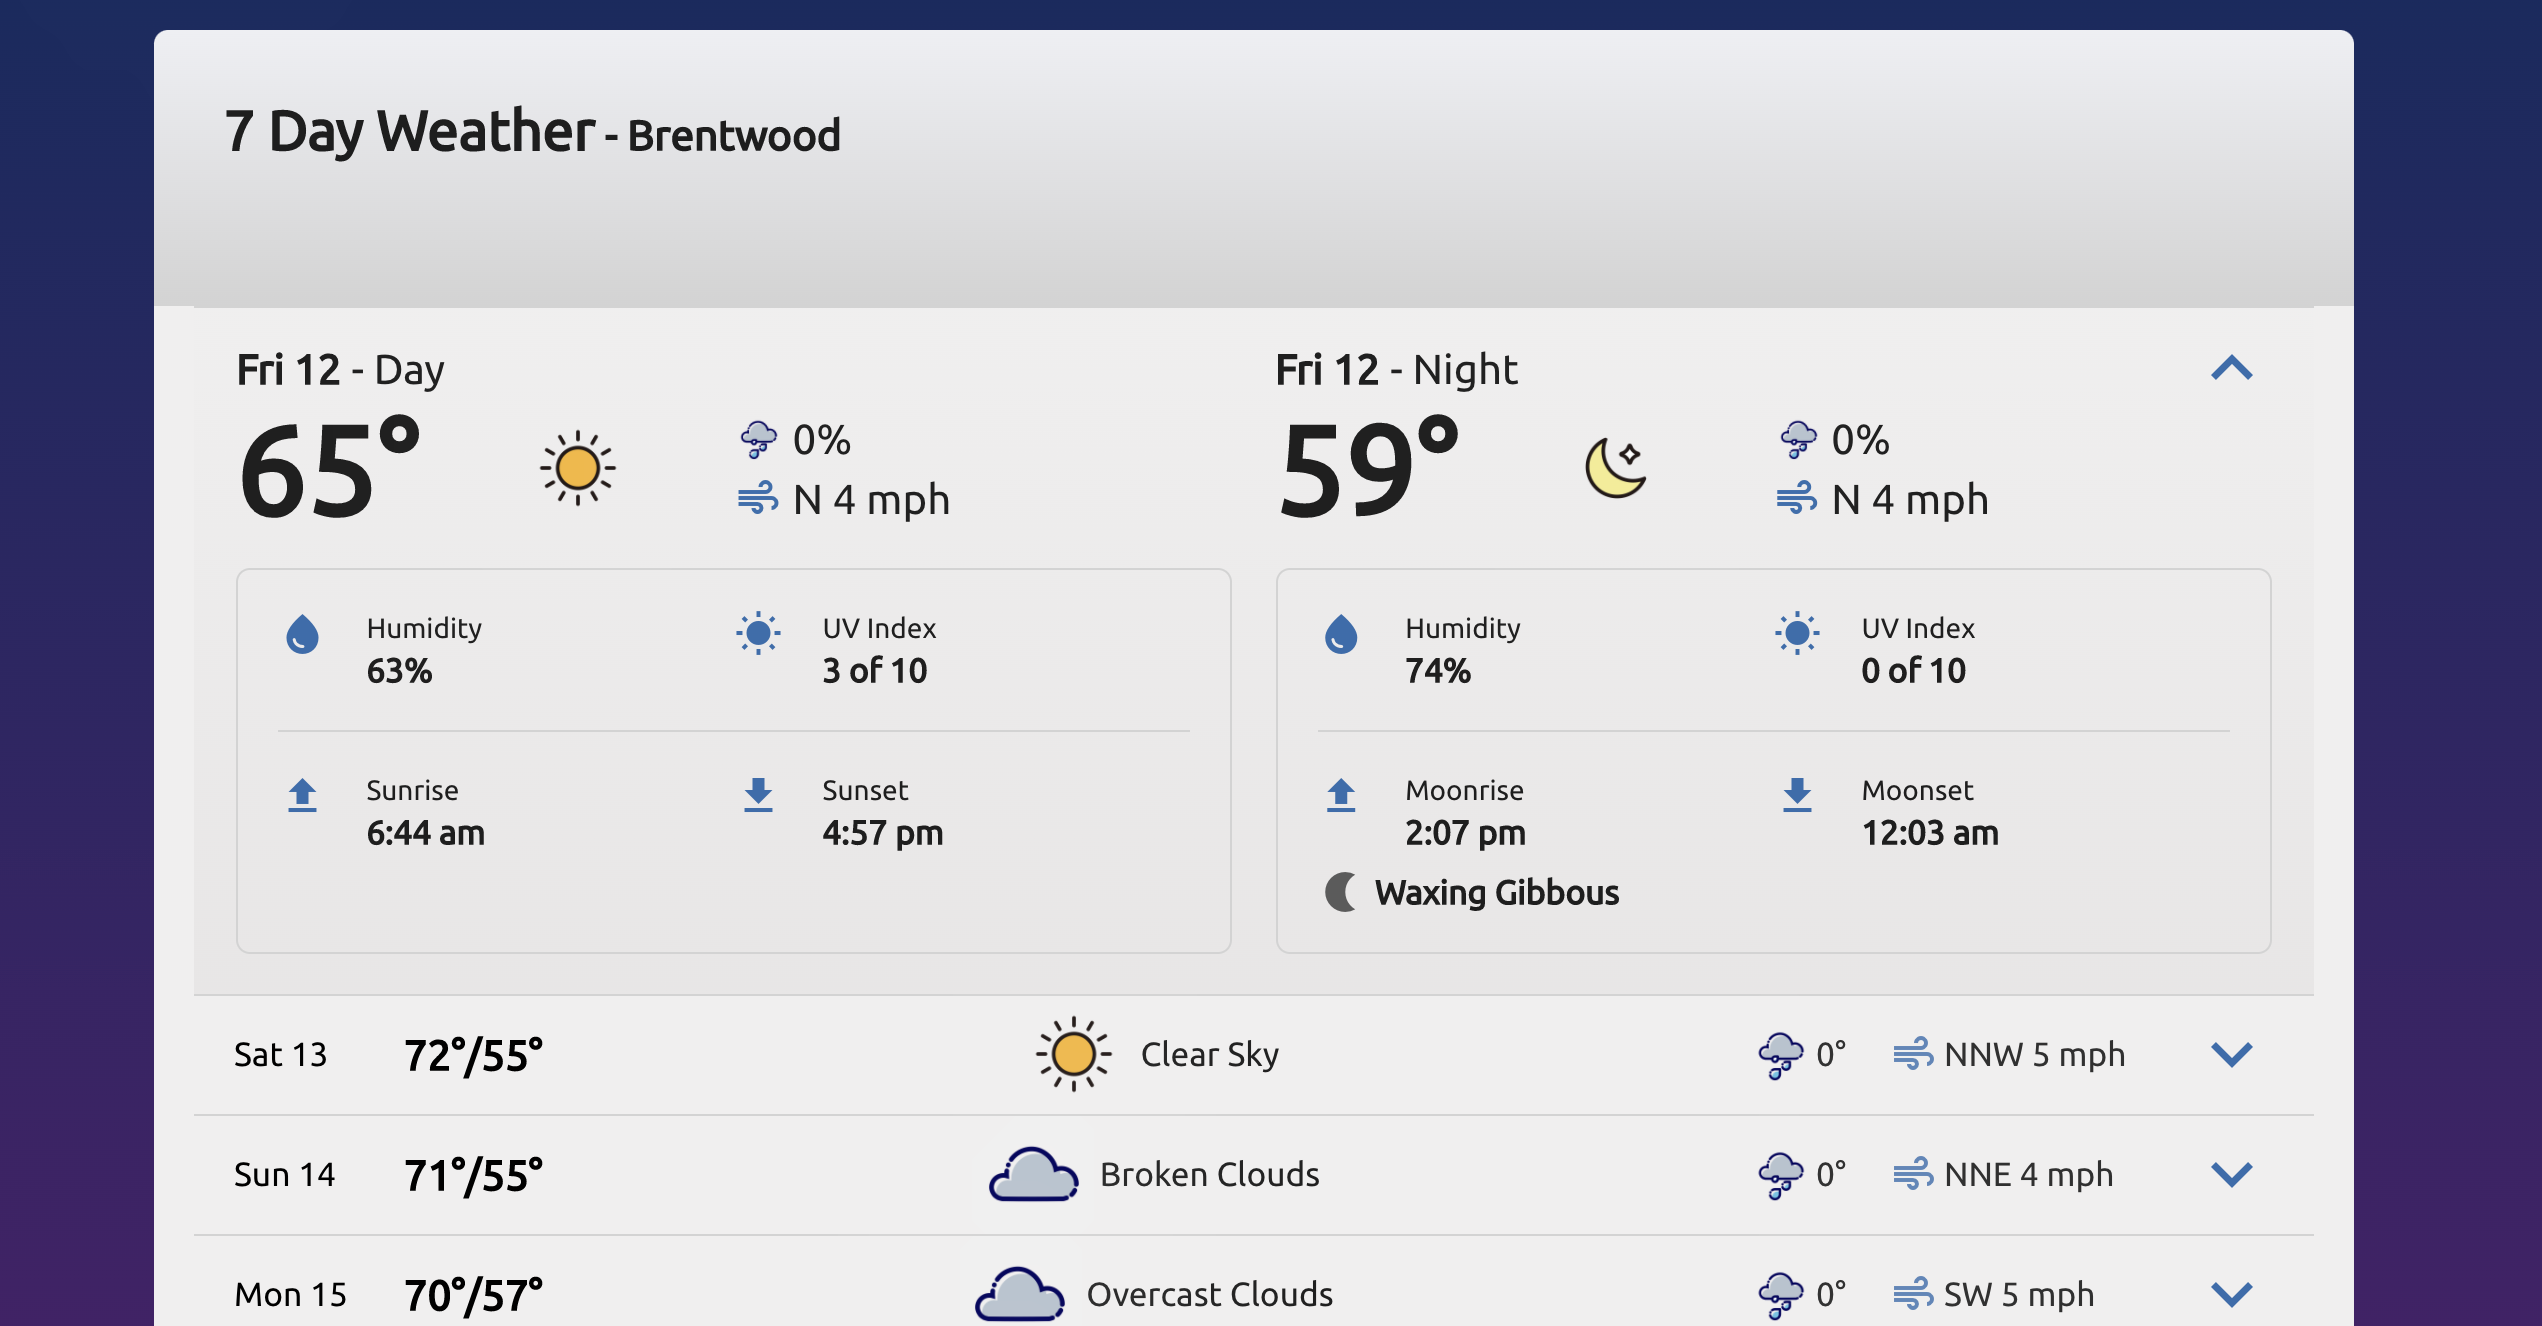 7 Day Weather - Brentwood
Fri 12 - Day
65°
0%
N 4 mph
Humidity
63%
UV Index
3 of 10
Sunrise
6:44 am
Sunset
4:57 pm
Fri 12 - Night
59°
0%
N 4 mph
Humidity
74%
UV Index
0 of 10
Moonrise
2:07 pm
Moonset
12:03 am
Waxing Gibbous
Sat 13 72°/55° Clear Sky 0° NNW 5 mph
Sun 14 71°/55° Broken Clouds 0° NNE 4 mph
Mon 15 70°/57° Overcast Clouds 0° SW 5 mph